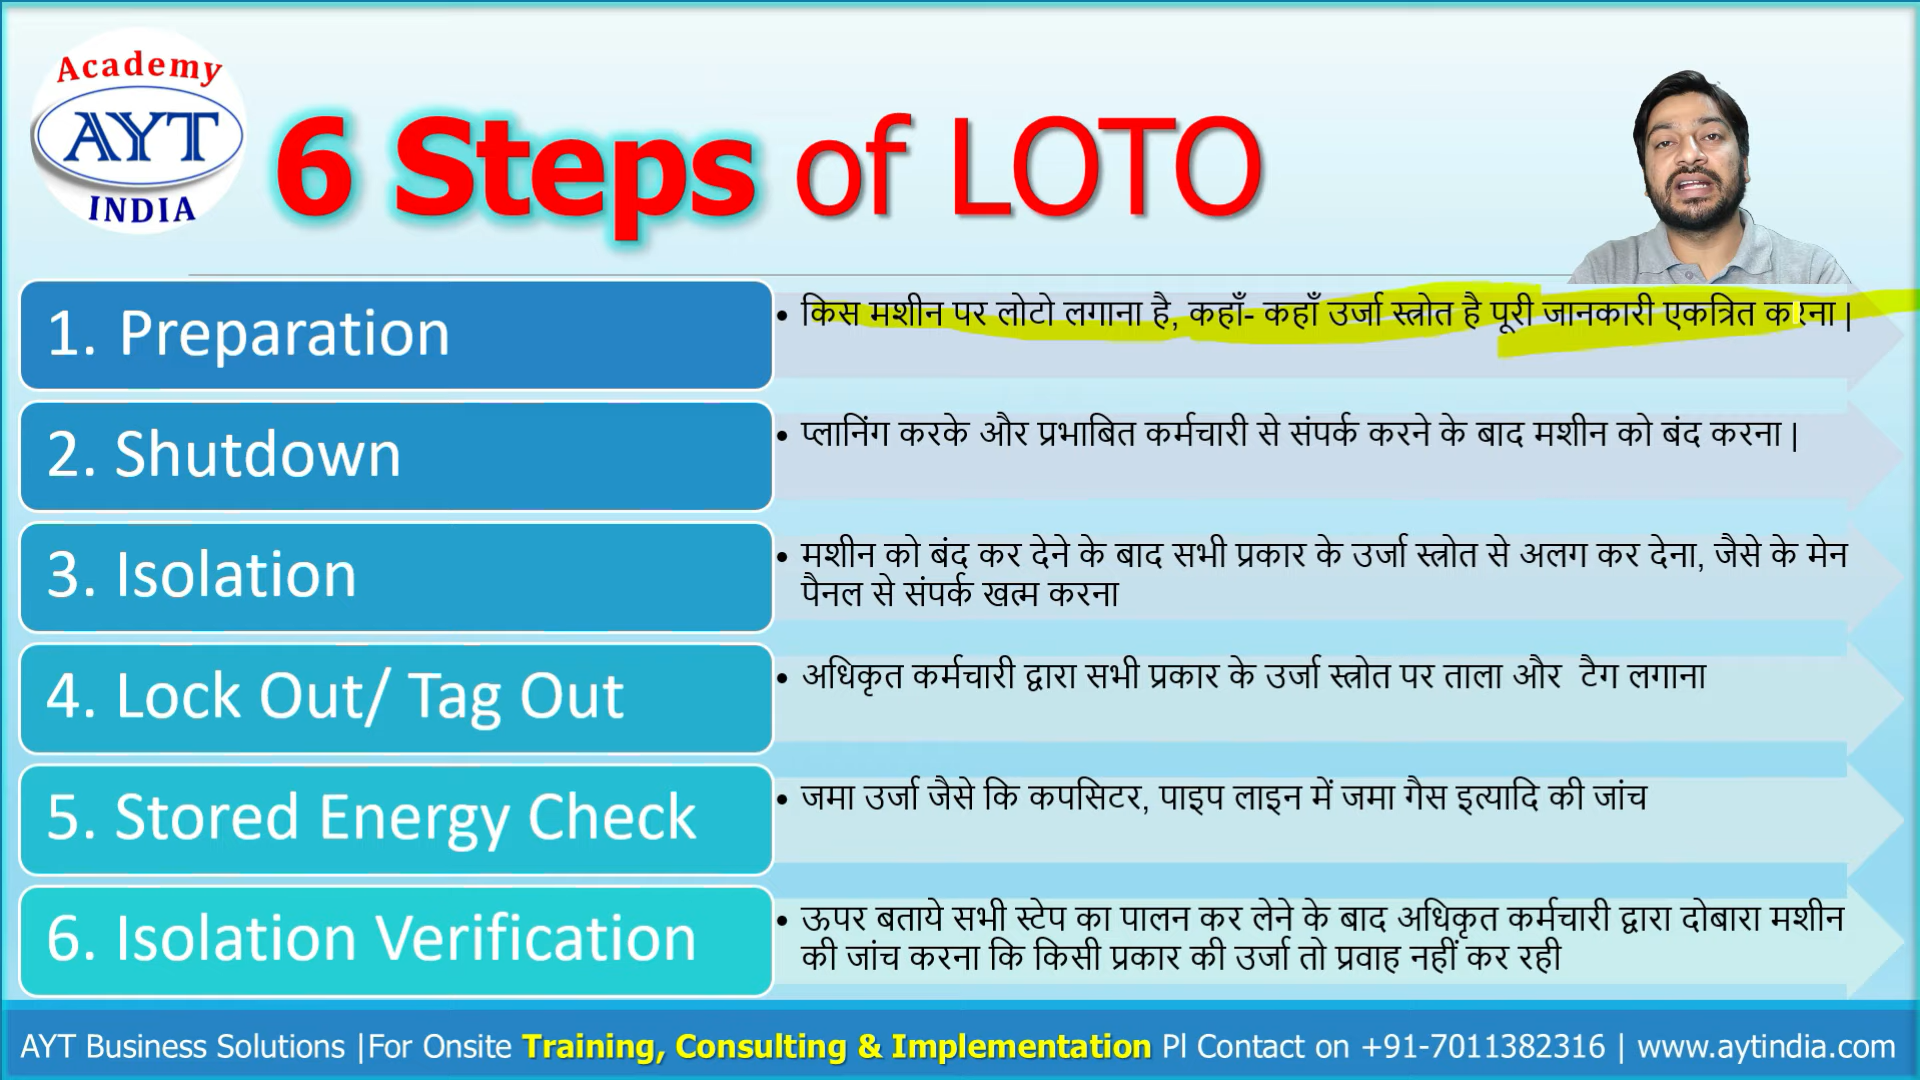 Academy
AYT
INDIA
6 Steps of LOTO
1. Preparation
• किस मशीन पर लोटो लगाना है, कहाँ- कहाँ उर्जा स्त्रोत है पूरी जानकारी एकत्रित करना |
2. Shutdown
• प्लानिंग करके और प्रभाबित कर्मचारी से संपर्क करने के बाद मशीन को बंद करना |
3. Isolation
• मशीन को बंद कर देने के बाद सभी प्रकार के उर्जा स्त्रोत से अलग कर देना, जैसे के मेन
पैनल से संपर्क खत्म करना
4. Lock Out/ Tag Out
• अधिकृत कर्मचारी द्वारा सभी प्रकार के उर्जा स्त्रोत पर ताला और टैग लगाना
5. Stored Energy Check
• जमा उर्जा जैसे कि कपसिटर, पाइप लाइन में जमा गैस इत्यादि की जांच
6. Isolation Verification
• ऊपर बताये सभी स्टेप का पालन कर लेने के बाद अधिकृत कर्मचारी द्वारा दोबारा मशीन
की जांच करना कि किसी प्रकार की उर्जा तो प्रवाह नहीं कर रही
AYT Business Solutions |For Onsite Training, Consulting & Implementation Pl Contact on +91-7011382316 | www.aytindia.com